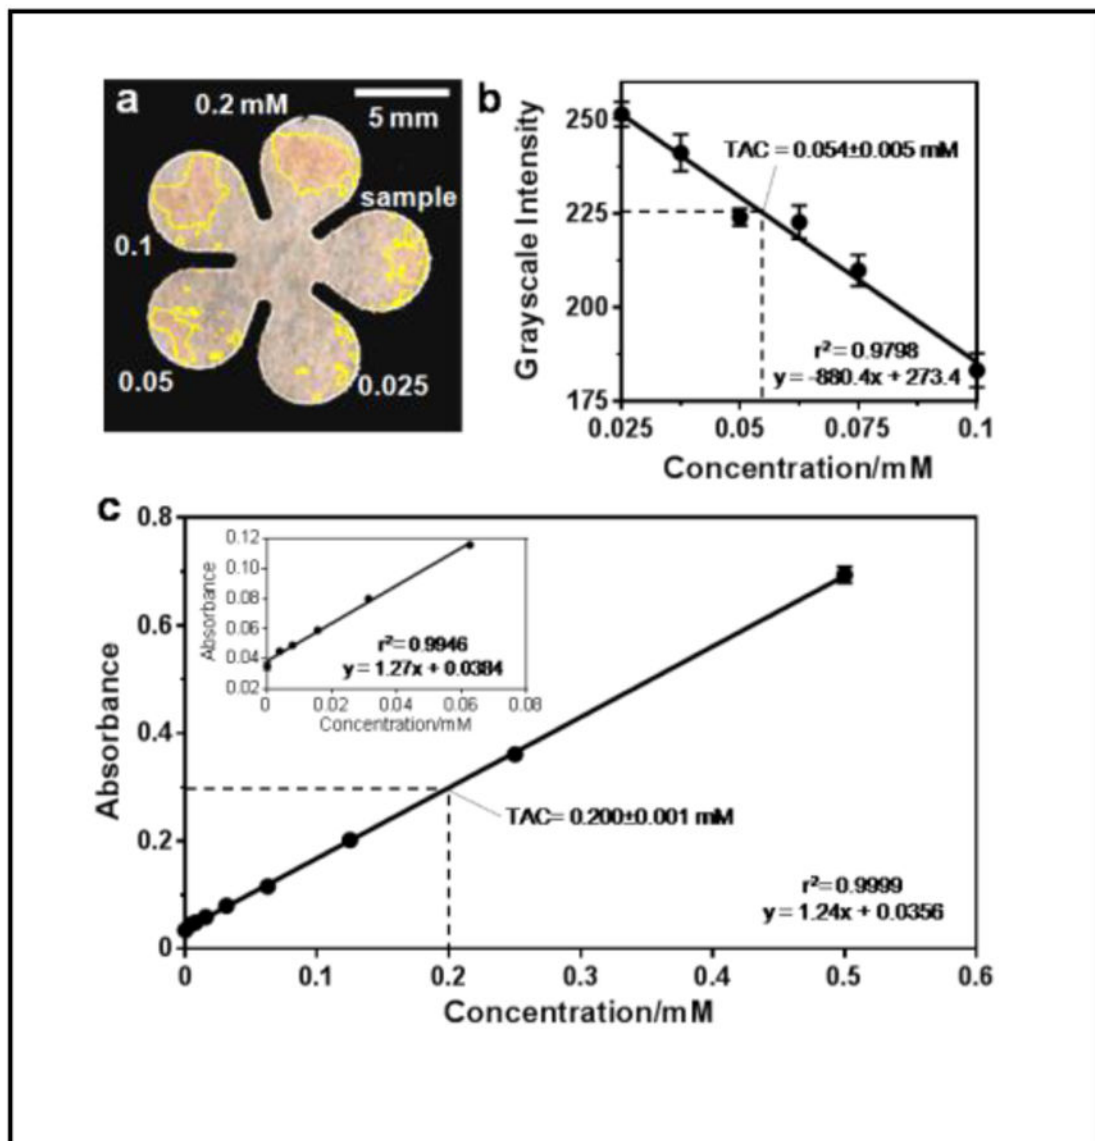 a
0.2 mM
5 mm
sample
0.1
0.05
0.025
b
Grayscale Intensity
250
225
200
175
TAC = 0.054±0.005 mM
r²= 0.9798
y = -880.4x + 273.4
0.025
0.05
0.075
0.1
Concentration/mM
c
Absorbance
0.8
0.6
0.4
0.2
0
Absorbance
0.12
0.10
0.08
0.06
0.04
0.02
r²= 0.9946
y = 1.27x + 0.0384
0
0.02
0.04
0.06
0.08
Concentration/mM
TAC= 0.200±0.001 mM
r²= 0.9999
y = 1.24x + 0.0356
0
0.1
0.2
0.3
0.4
0.5
0.6
Concentration/mM